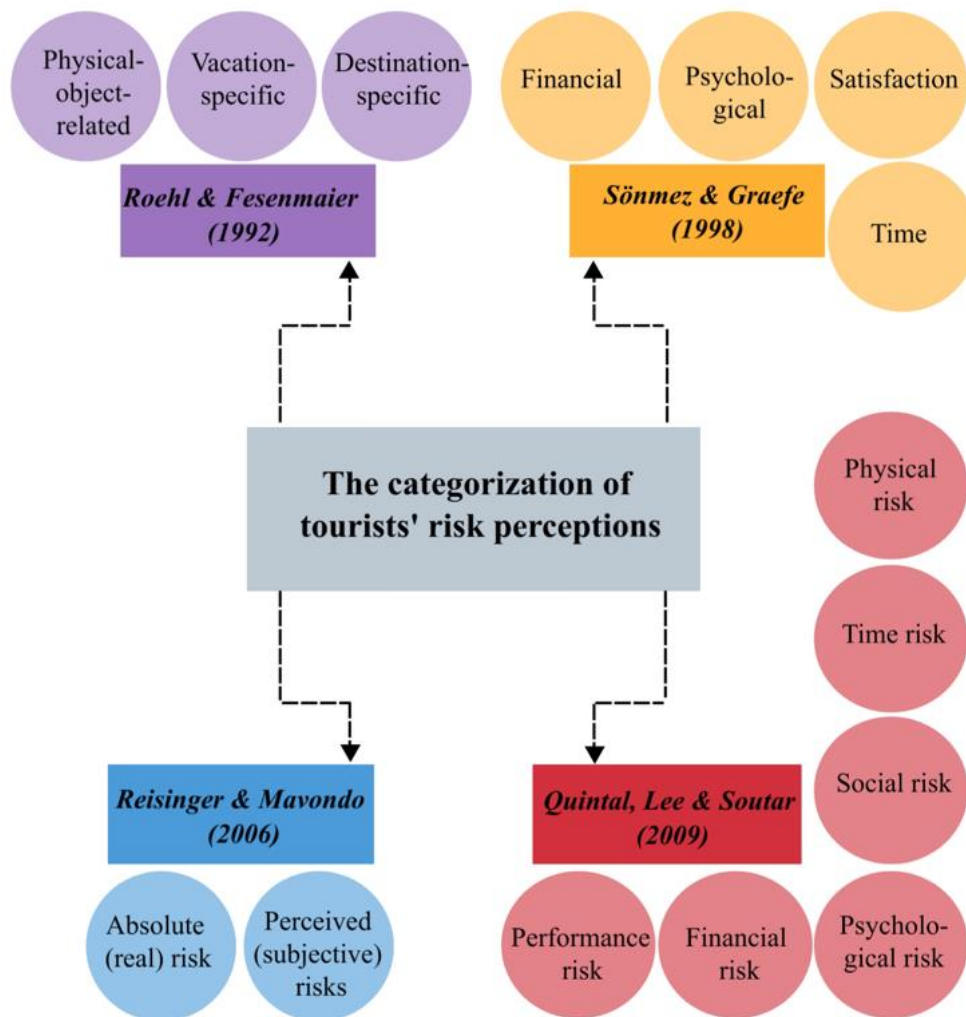 Physical-
object-
related
Vacation-
specific
Destination-
specific
Roehl & Fesenmaier
(1992)
Financial
Psycholo-
gical
Satisfaction
Time
Sönmez & Graefe
(1998)
The categorization of
tourists' risk perceptions
Reisinger & Mavondo
(2006)
Absolute
(real) risk
Perceived
(subjective)
risks
Quintal, Lee & Soutar
(2009)
Physical
risk
Time risk
Social risk
Performance
risk
Financial
risk
Psycholo-
gical risk